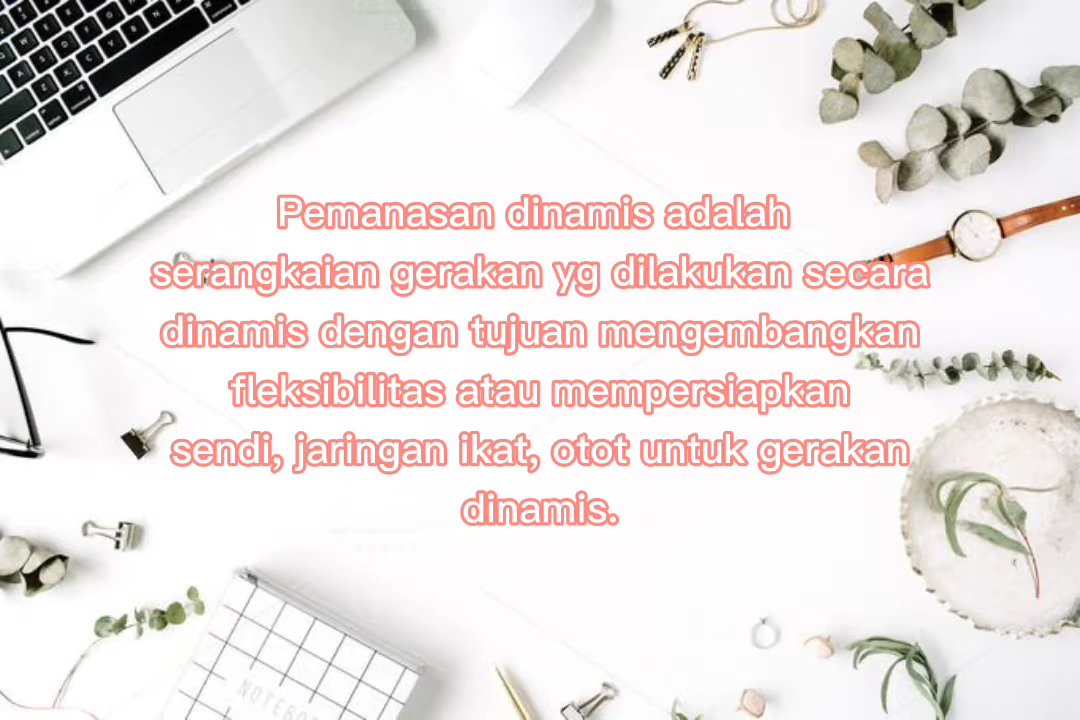 Pemanasan dinamis adalah
serangkaian gerakan yg dilakukan secara
dinamis dengan tujuan mengembangkan
fleksibilitas atau mempersiapkan
sendi, jaringan ikat, otot untuk gerakan
dinamis.